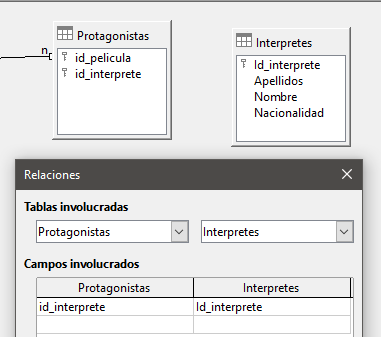 n
Protagonistas
id_pelicula
id_interprete
Interpretes
Id_interprete
Apellidos
Nombre
Nacionalidad
Relaciones
Tablas involucradas
Protagonistas Interpretes
Campos involucrados
Protagonistas Interpretes
id_interprete Id_interprete